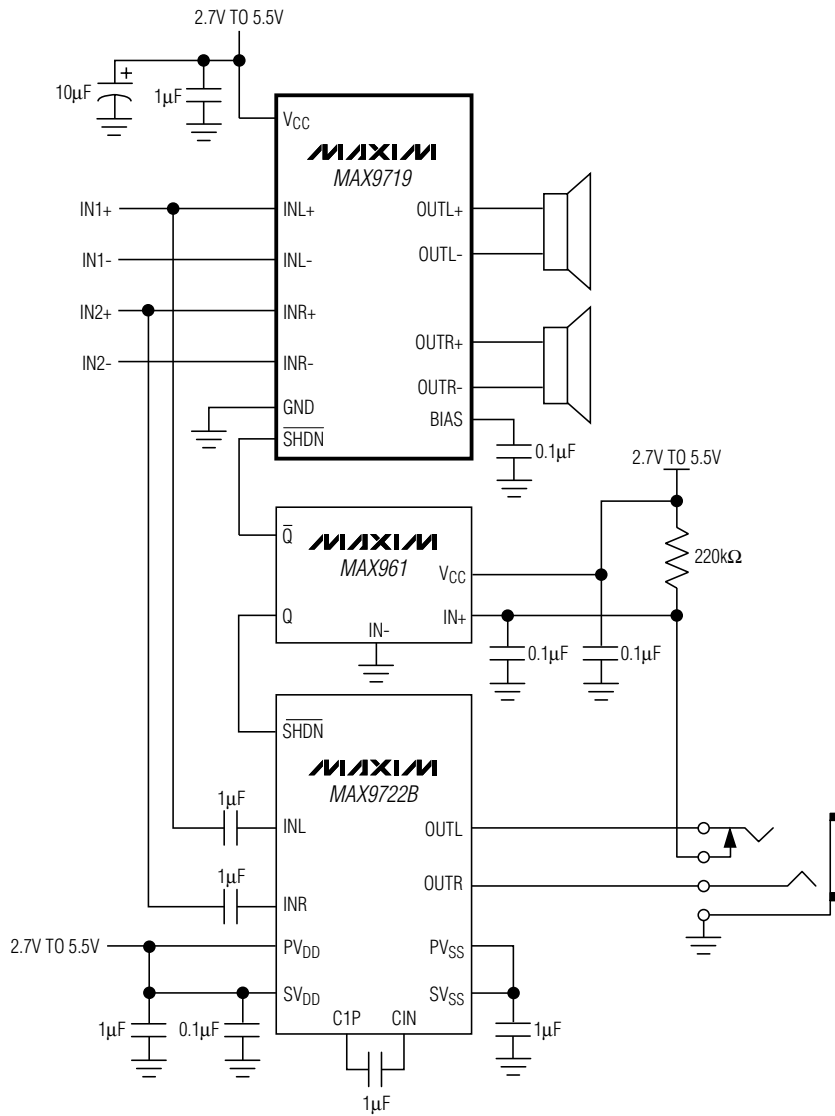 2.7V TO 5.5V
10µF
+
1µF
VCC
MAXIM
MAX9719
IN1+
INL+
OUTL+
IN1-
INL-
OUTL-
IN2+
INR+
OUTR+
IN2-
INR-
OUTR-
GND
BIAS
SHDN
0.1µF
2.7V TO 5.5V
Q
MAXIM
MAX961
VCC
220kΩ
Q
IN+
IN-
0.1µF
0.1µF
SHDN
MAXIM
MAX9722B
1µF
INL
OUTL
1µF
INR
OUTR
2.7V TO 5.5V
PVDD
PVSS
SVDD
SVSS
1µF
0.1µF
C1P
CIN
1µF
1µF